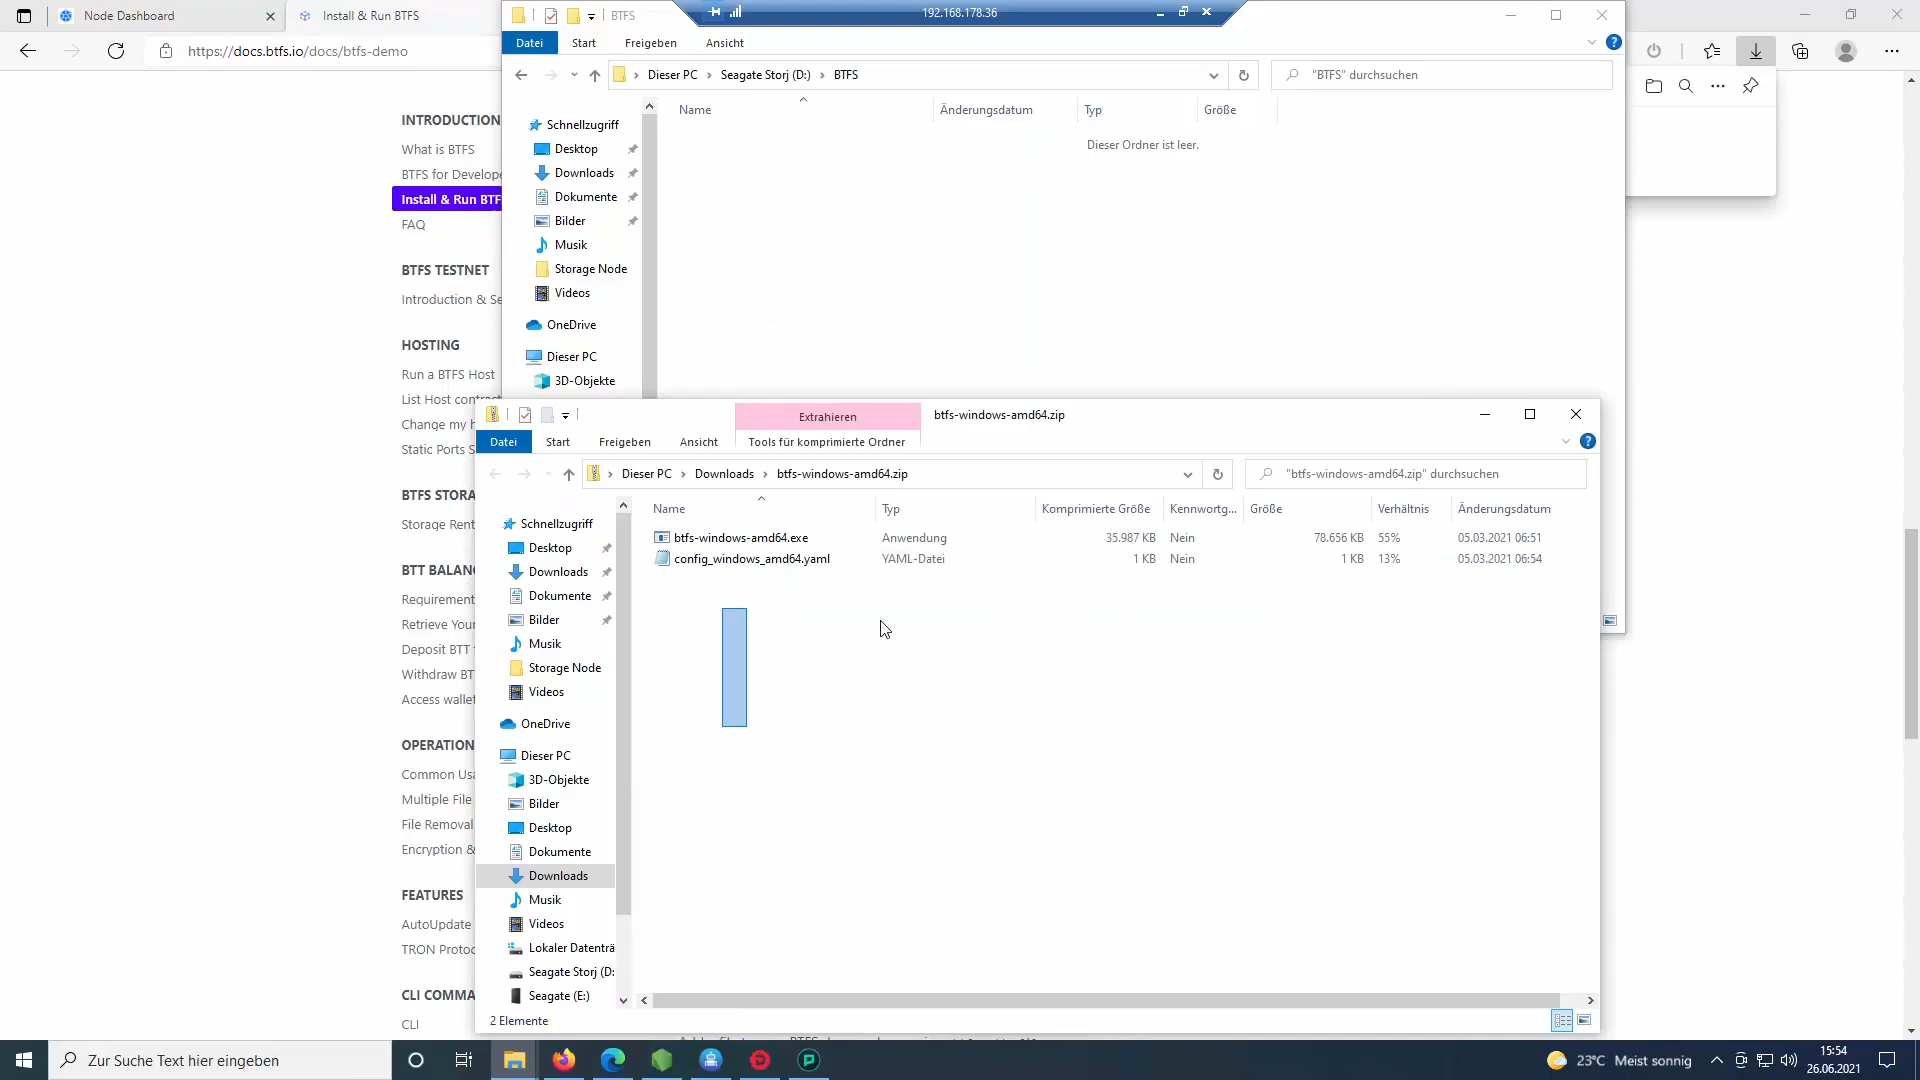 Node Dashboard
Install & Run BTFS
https://docs.btfs.io/docs/btfs-demo
192.168.178.36
BTFS
Datei Start Freigeben Ansicht
Dieser PC Seagate Storj (D:) BTFS
"BTFS" durchsuchen
Name Änderungsdatum Typ Größe
Dieser Ordner ist leer.
Schnellzugriff
Desktop
Downloads
Dokumente
Bilder
Musik
Storage Node
Videos
OneDrive
Dieser PC
3D-Objekte
INTRODUCTION
What is BTFS
BTFS for Develope
Install & Run BTF
FAQ
BTFS TESTNET
Introduction & Se
HOSTING
Run a BTFS Host
List Host contrac
Change my h
Static Ports S
BTFS STORA
Storage Rent
BTT BALANC
Requirement
Retrieve Your
Deposit BTT
Withdraw BT
Access wallet
OPERATION
Common Usa
Multiple File
File Removal
Encryption &
FEATURES
AutoUpdate
TRON Protoc
CLI COMMA
CLI
Extrahieren
btfs-windows-amd64.zip
Datei Start Freigeben Ansicht Tools für komprimierte Ordner
Dieser PC Downloads btfs-windows-amd64.zip
"btfs-windows-amd64.zip" durchsuchen
Name Typ Komprimierte Größe Kennwortg... Größe Verhältnis Änderungsdatum
btfs-windows-amd64.exe Anwendung 35.987 KB Nein 78.656 KB 55% 05.03.2021 06:51
config_windows_amd64.yaml YAML-Datei 1 KB Nein 1 KB 13% 05.03.2021 06:54
Schnellzugriff
Desktop
Downloads
Dokumente
Bilder
Musik
Storage Node
Videos
OneDrive
Dieser PC
3D-Objekte
Bilder
Desktop
Dokumente
Downloads
Musik
Videos
Lokaler Datenträ
Seagate Storj (D:
Seagate (E:)
2 Elemente
Zur Suche Text hier eingeben
23°C Meist sonnig
15:54
26.06.2021